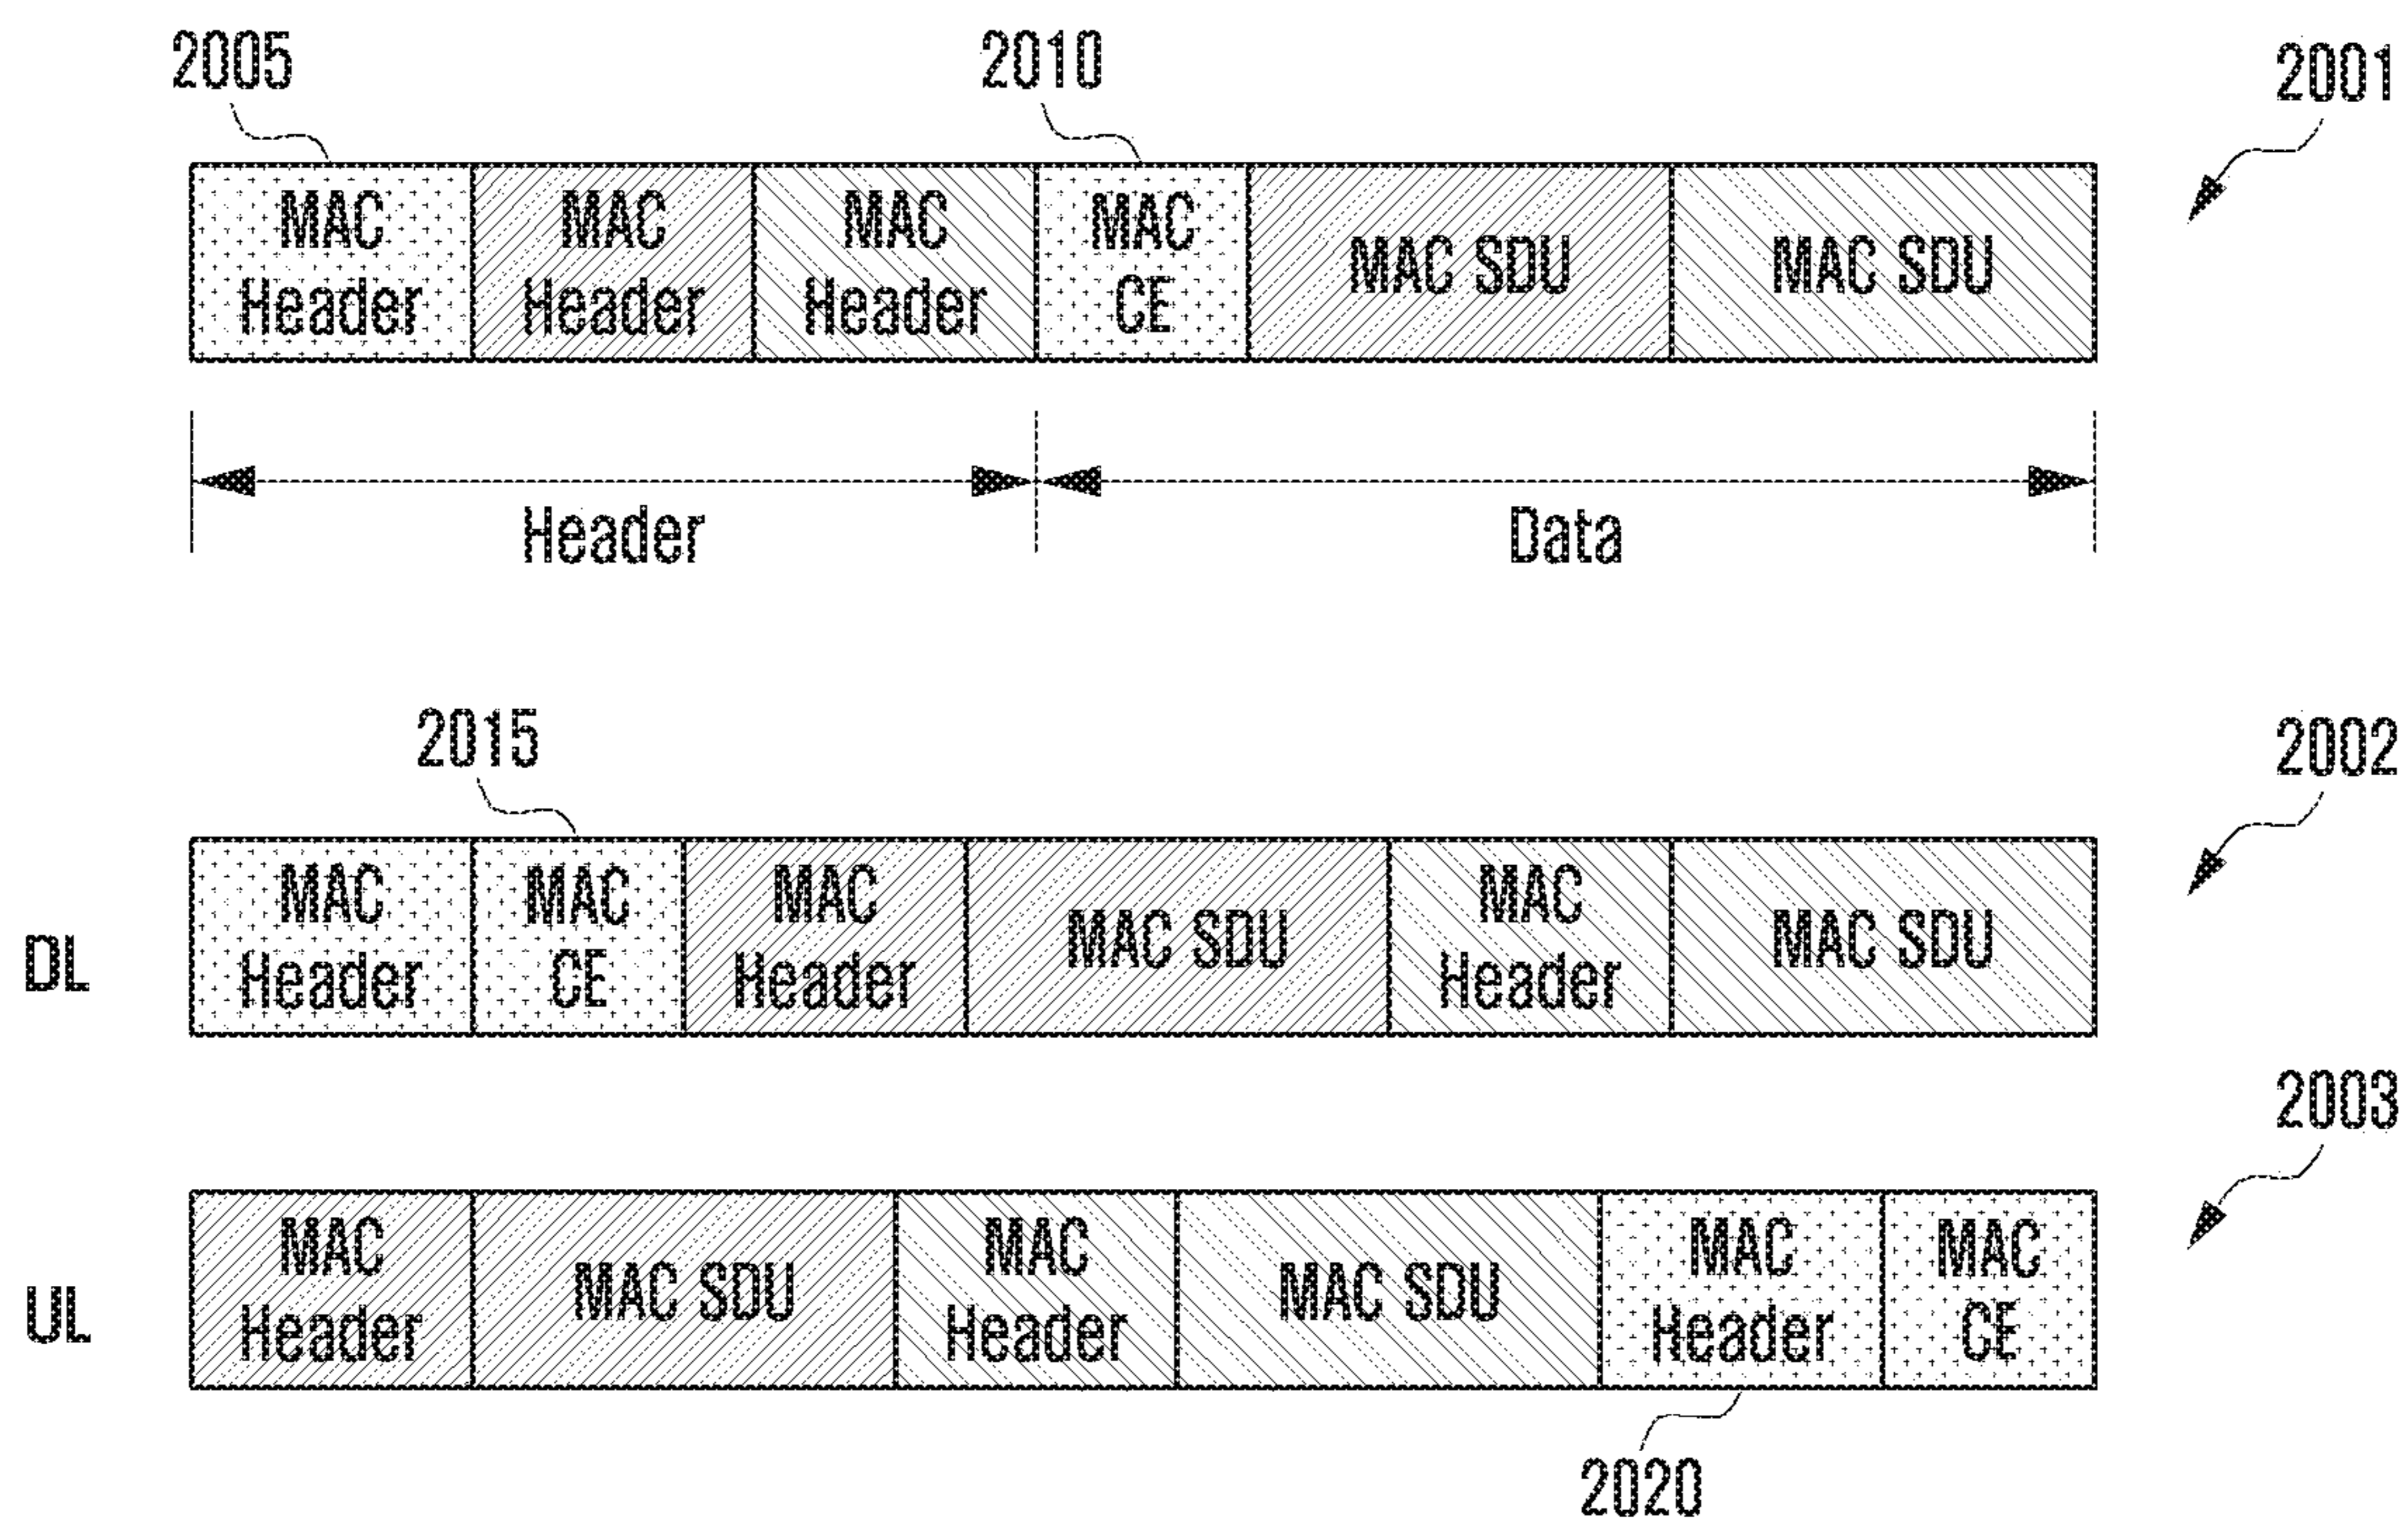 2005 2010 2001
MAC MAC MAC MAC
Header Header Header CE MAC SDU MAC SDU
Header Data
2015 2002
DL
MAC MAC MAC MAC
Header CE Header MAC SDU Header MAC SDU
2003
UL
MAC MAC MAC MAC
Header MAC SDU Header MAC SDU Header CE
2020